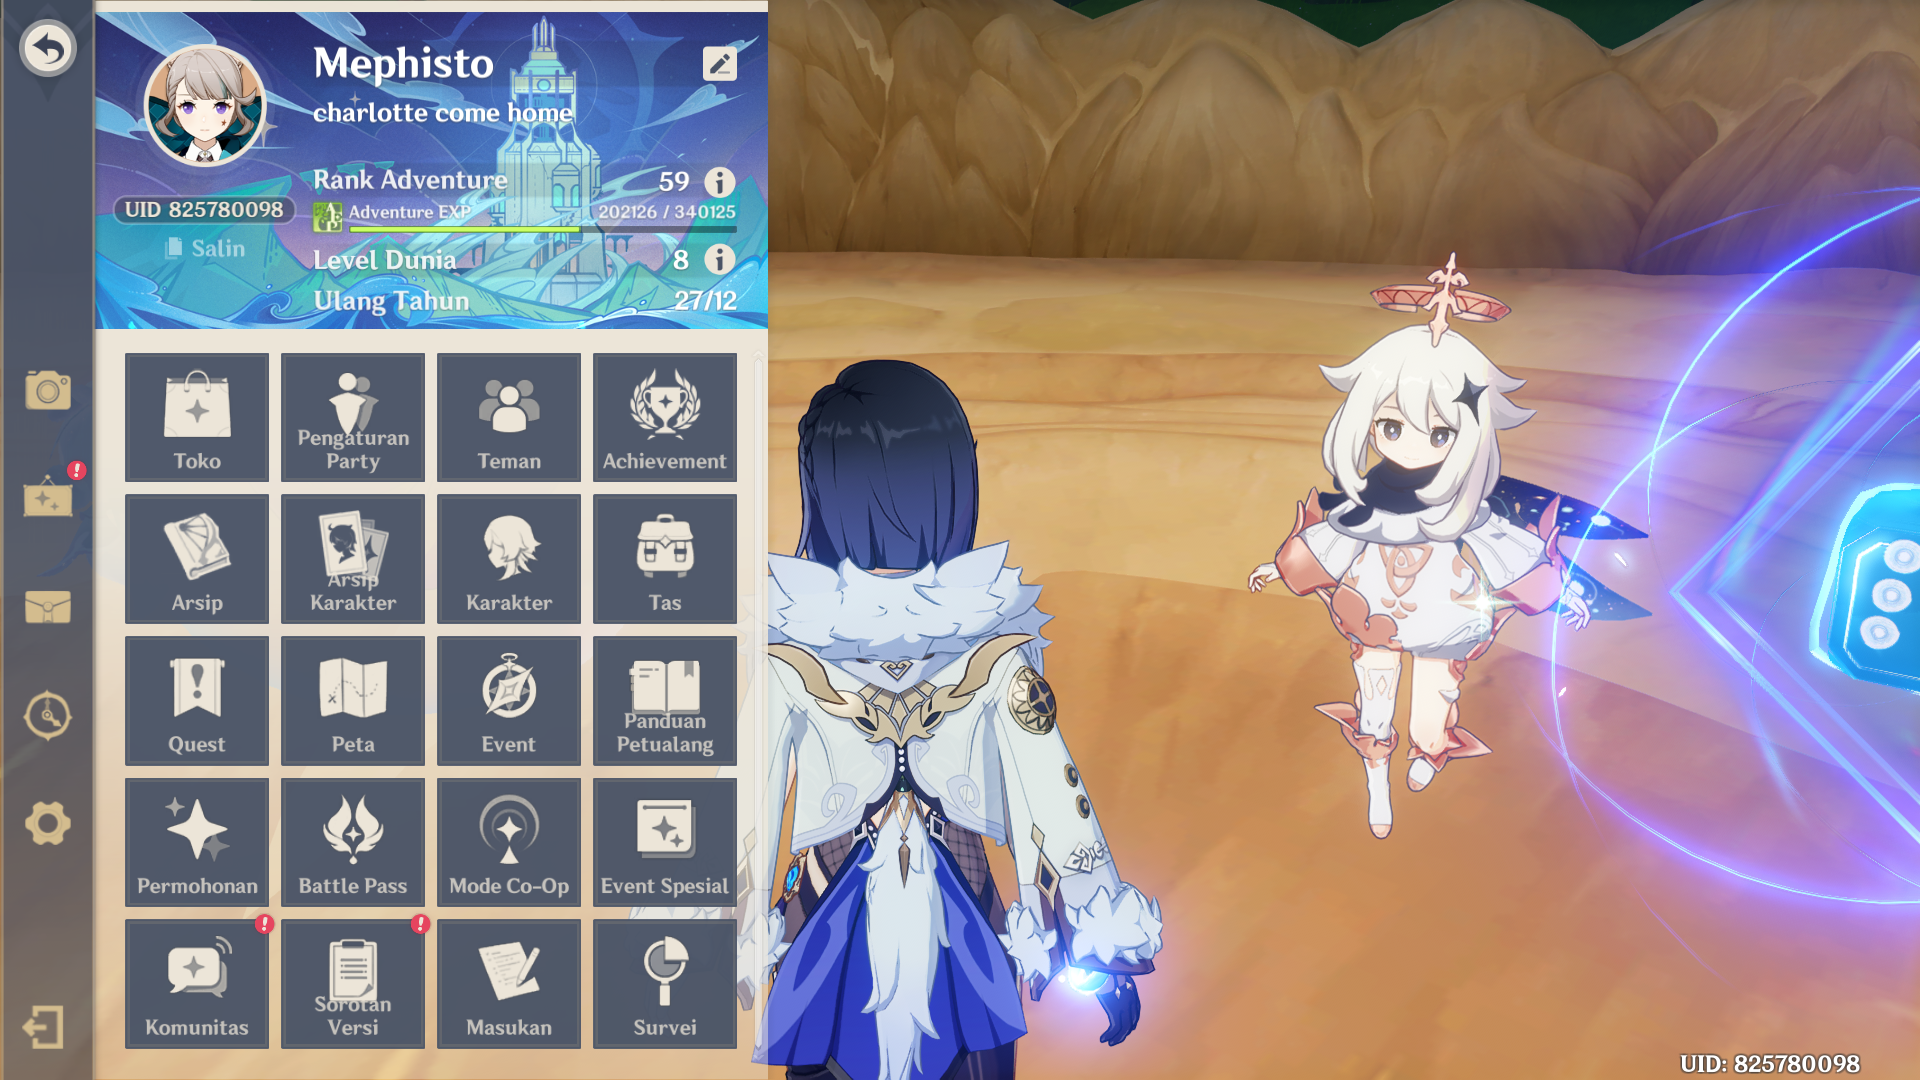 Mephisto
charlotte come home
Rank Adventure 59
Adventure EXP 202126 / 340125
UID 825780098
Salin
Level Dunia 8
Ulang Tahun 27/12
Toko
Pengaturan
Party
Teman
Achievement
Arsip
Arsip
Karakter
Karakter
Tas
Quest
Peta
Event
Panduan
Petualang
Permohonan
Battle Pass
Mode Co-Op
Event Spesial
Komunitas
Sorotan
Versi
Masukan
Survei
UID: 825780098